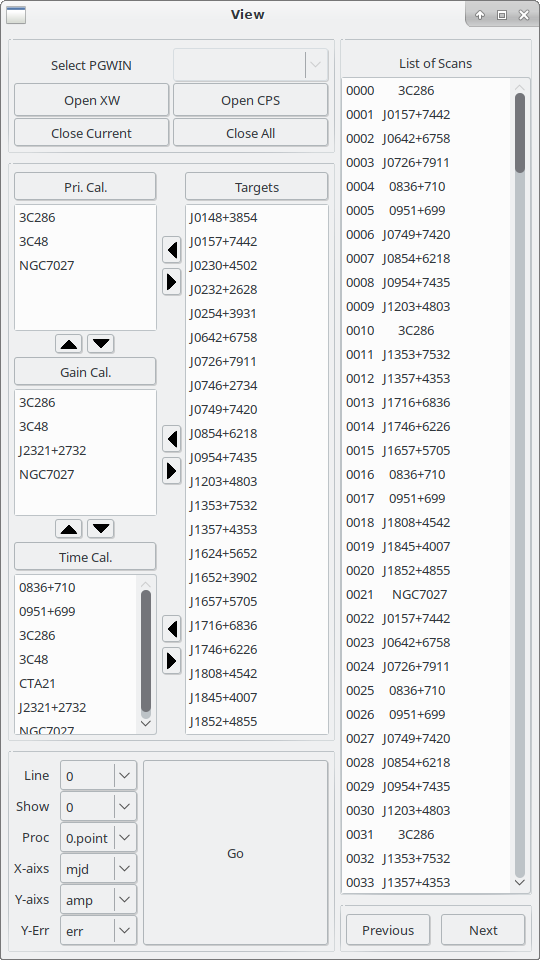 View
Select PGWIN
Open XW
Open CPS
Close Current
Close All
Pri. Cal.
3C286
3C48
NGC7027
Gain Cal.
3C286
3C48
J2321+2732
NGC7027
Time Cal.
0836+710
0951+699
3C286
3C48
CTA21
J2321+2732
NGC7027
Targets
J0148+3854
J0157+7442
J0230+4502
J0232+2628
J0254+3931
J0642+6758
J0726+7911
J0746+2734
J0749+7420
J0854+6218
J0954+7435
J1203+4803
J1353+7532
J1357+4353
J1624+5652
J1652+3902
J1657+5705
J1716+6836
J1746+6226
J1808+4542
J1845+4007
J1852+4855
Line 0
Show 0
Proc 0.point
X-aixs mjd
Y-aixs amp
Y-Err err
Go
List of Scans
0000 3C286
0001 J0157+7442
0002 J0642+6758
0003 J0726+7911
0004 0836+710
0005 0951+699
0006 J0749+7420
0007 J0854+6218
0008 J0954+7435
0009 J1203+4803
0010 3C286
0011 J1353+7532
0012 J1357+4353
0013 J1716+6836
0014 J1746+6226
0015 J1657+5705
0016 0836+710
0017 0951+699
0018 J1808+4542
0019 J1845+4007
0020 J1852+4855
0021 NGC7027
0022 J0157+7442
0023 J0642+6758
0024 J0726+7911
0025 0836+710
0026 0951+699
0027 J0749+7420
0028 J0854+6218
0029 J0954+7435
0030 J1203+4803
0031 3C286
0032 J1353+7532
0033 J1357+4353
Previous
Next